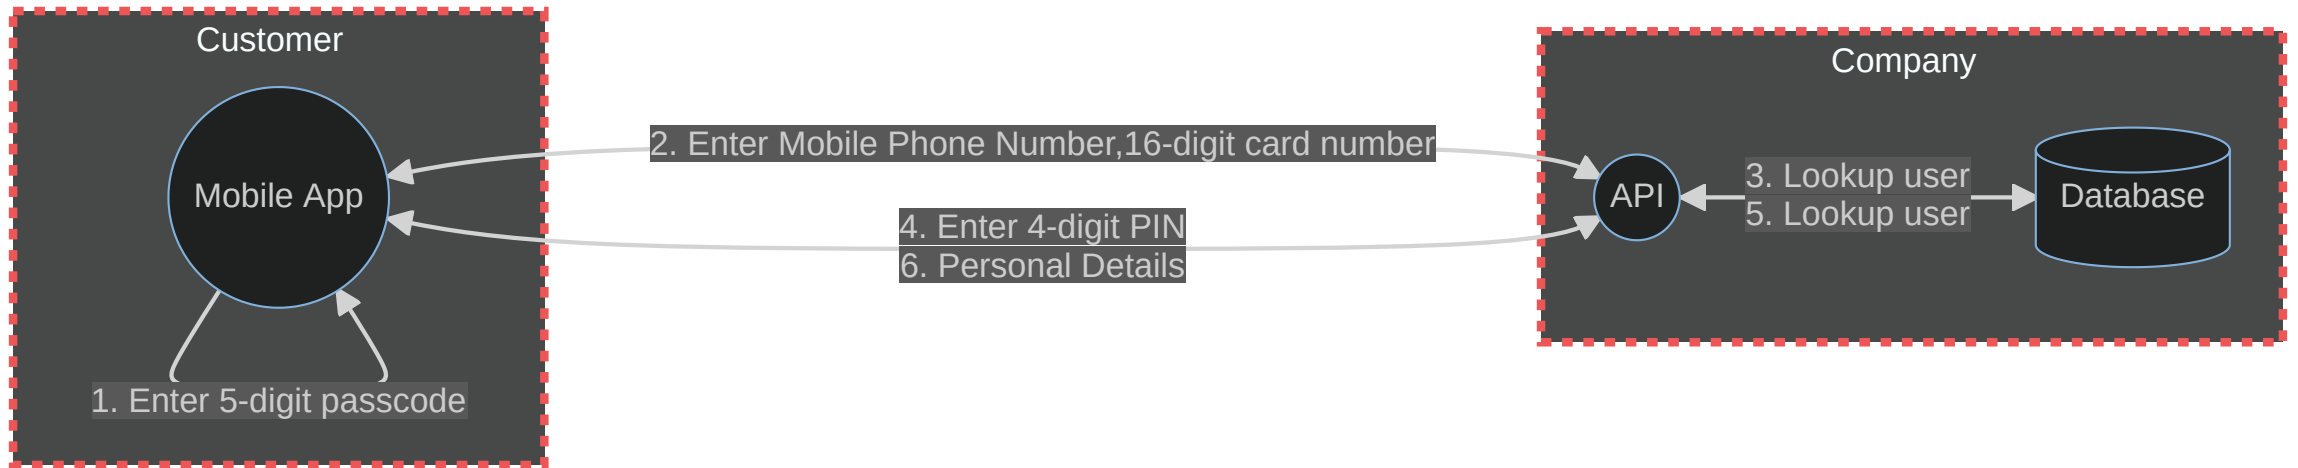 Customer
Company
Mobile App
2. Enter Mobile Phone Number,16-digit card number
4. Enter 4-digit PIN
6. Personal Details
API
3. Lookup user
5. Lookup user
Database
1. Enter 5-digit passcode